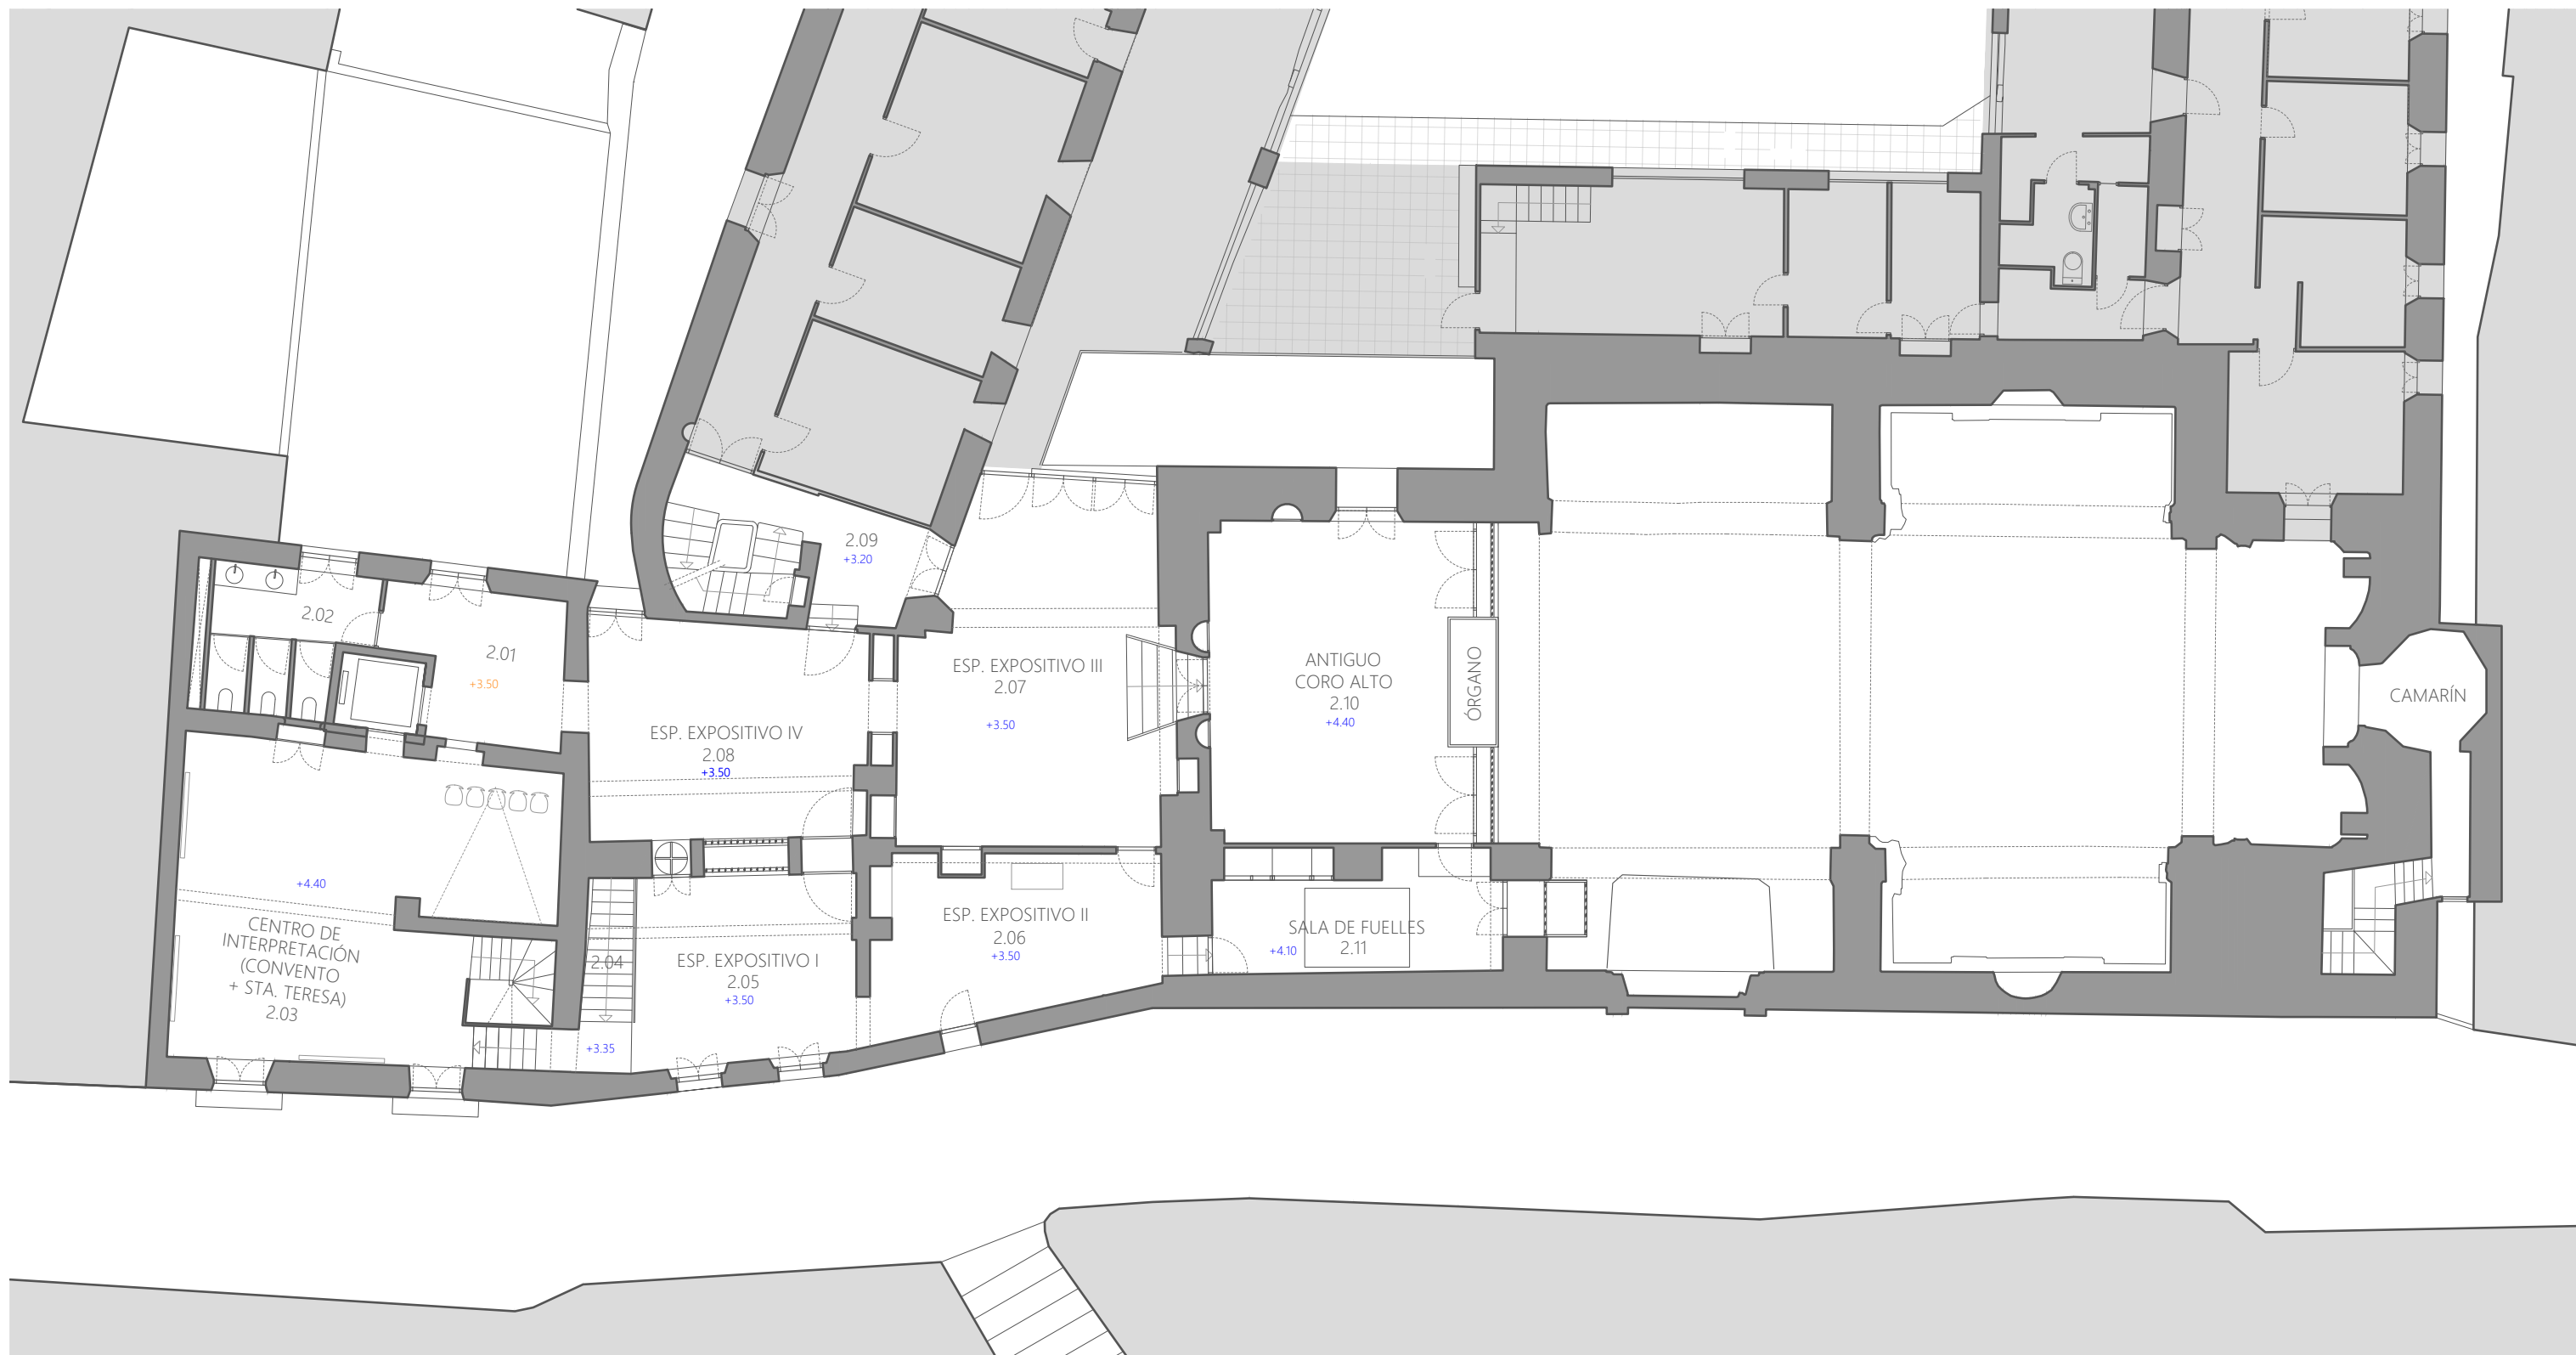 2.09
+3.20
2.02
2.01
+3.50
ESP. EXPOSITIVO III
2.07
+3.50
ANTIGUO
CORO ALTO
2.10
+4.40
ÓRGANO
CAMARÍN
ESP. EXPOSITIVO IV
2.08
+3.50
+4.40
CENTRO DE
INTERPRETACIÓN
(CONVENTO
+ STA. TERESA)
2.03
2.04
ESP. EXPOSITIVO I
2.05
+3.50
+3.35
ESP. EXPOSITIVO II
2.06
+3.50
SALA DE FUELLES
2.11
+4.10